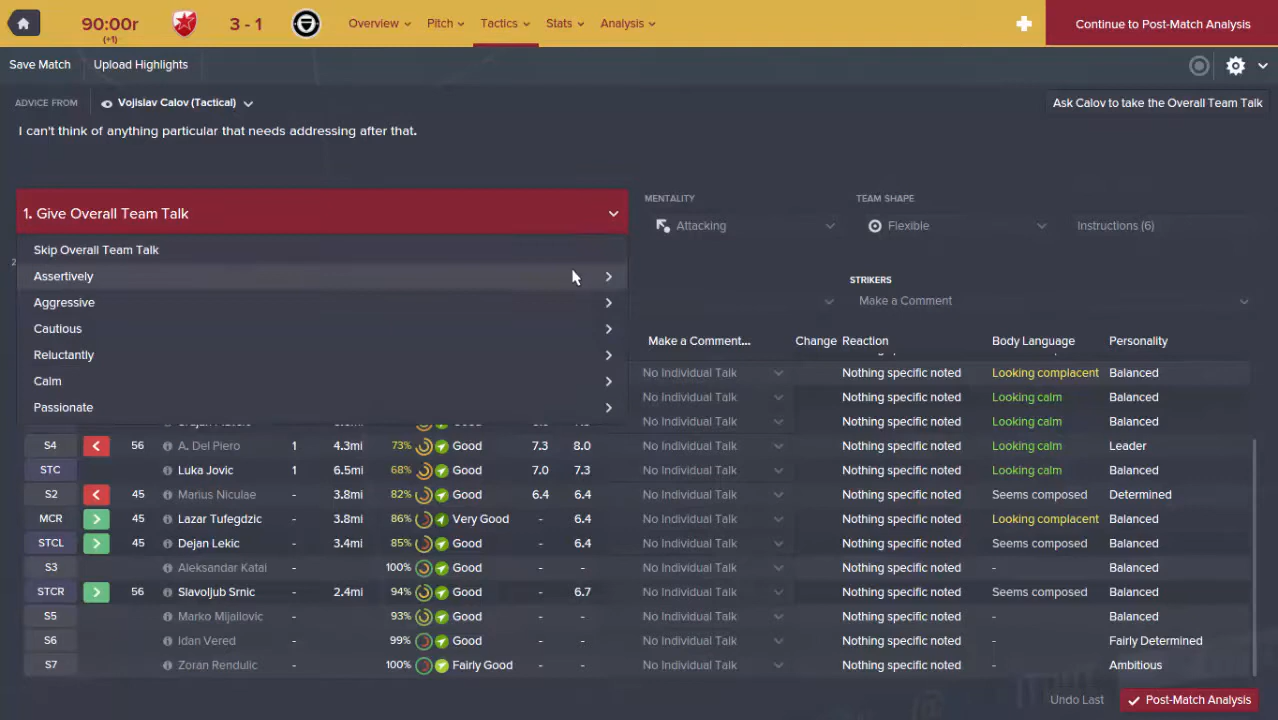 90:00r
(+1)
3 - 1
Overview
Pitch
Tactics
Stats
Analysis
Continue to Post-Match Analysis
Save Match
Upload Highlights
ADVICE FROM
Vojislav Calov (Tactical)
Ask Calov to take the Overall Team Talk
I can't think of anything particular that needs addressing after that.
1. Give Overall Team Talk
MENTALITY
TEAM SHAPE
Attacking
Flexible
Instructions (6)
Skip Overall Team Talk
Assertively
Aggressive
Cautious
Reluctantly
Calm
Passionate
STRIKERS
Make a Comment
Make a Comment... Change Reaction Body Language Personality
No Individual Talk Nothing specific noted Looking complacent Balanced
No Individual Talk Nothing specific noted Looking calm Balanced
No Individual Talk Nothing specific noted Looking calm Balanced
S4 56 A. Del Piero 1 4.3mi 73% Good 7.3 8.0 No Individual Talk Nothing specific noted Looking calm Leader
STC Luka Jovic 1 6.5mi 68% Good 7.0 7.3 No Individual Talk Nothing specific noted Looking calm Balanced
S2 45 Marius Niculae - 3.8mi 82% Good 6.4 6.4 No Individual Talk Nothing specific noted Seems composed Determined
MCR 45 Lazar Tufegdzic - 3.8mi 86% Very Good - 6.4 No Individual Talk Nothing specific noted Looking complacent Balanced
STCL 45 Dejan Lekic - 3.4mi 85% Good - 6.4 No Individual Talk Nothing specific noted Seems composed Balanced
S3 Aleksandar Katai 100% Good - - No Individual Talk Nothing specific noted - Balanced
STCR 56 Slavoljub Srnic - 2.4mi 94% Good - 6.7 No Individual Talk Nothing specific noted Seems composed Balanced
S5 Marko Mijailovic 93% Good - - No Individual Talk Nothing specific noted - Balanced
S6 Idan Vered 99% Good - - No Individual Talk Nothing specific noted - Fairly Determined
S7 Zoran Rendulic - 100% Fairly Good - - No Individual Talk Nothing specific noted - Ambitious
Undo Last
Post-Match Analysis